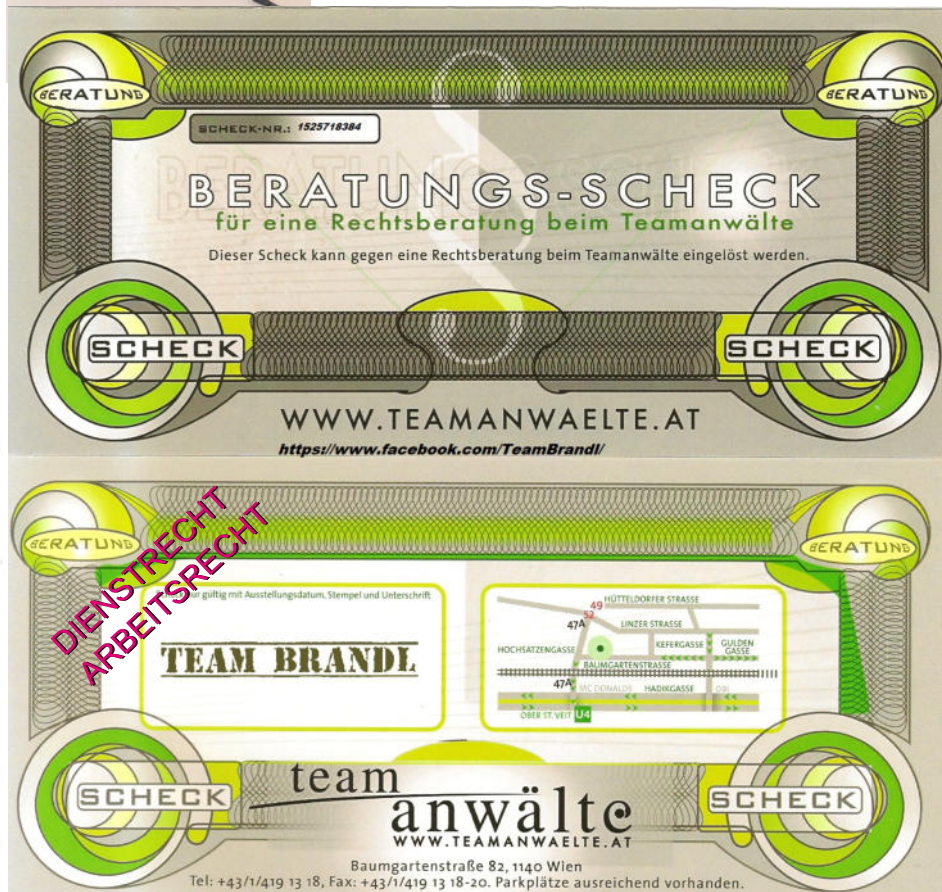 BERATUNG
BERATUNG
SCHECK-NR.: 1525718384
BERATUNGS-SCHECK
für eine Rechtsberatung beim Teamanwälte
Dieser Scheck kann gegen eine Rechtsberatung beim Teamanwälte eingelöst werden.
SCHECK
SCHECK
WWW.TEAMANWAELTE.AT
https://www.facebook.com/TeamBrandl/
BERATUNG
BERATUNG
DIENSTRECHT
ARBEITSRECHT
nur gültig mit Ausstellungsdatum, Stempel und Unterschrift
TEAM BRANDL
HÜTTELDORFER STRASSE
49
52
47A
LINZER STRASSE
HOCHSATZENGASSE
KEFERGASSE
GULDEN
GASSE
BAUMGARTENSTRASSE
47A
MC DONALDS
HADIKGASSE
OBI
OBER ST. VEIT U4
SCHECK
SCHECK
team
anwälte
WWW.TEAMANWAELTE.AT
Baumgartenstraße 82, 1140 Wien
Tel: +43/1/419 13 18, Fax: +43/1/419 13 18-20. Parkplätze ausreichend vorhanden.